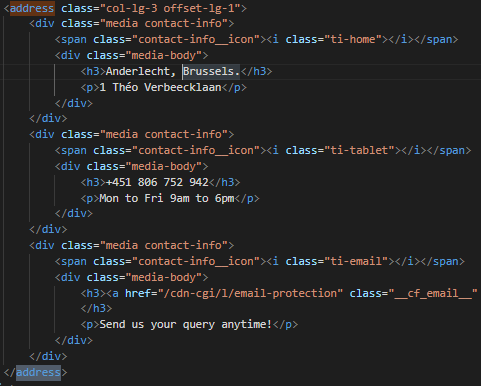 <address class="col-lg-3 offset-lg-1">
<div class="media contact-info">
<span class="contact-info__icon"><i class="ti-home"></i></span>
<div class="media-body">
<h3>Anderlecht, Brussels.</h3>
<p>1 Théo Verbeecklaan</p>
</div>
</div>
<div class="media contact-info">
<span class="contact-info__icon"><i class="ti-tablet"></i></span>
<div class="media-body">
<h3>+451 806 752 942</h3>
<p>Mon to Fri 9am to 6pm</p>
</div>
</div>
<div class="media contact-info">
<span class="contact-info__icon"><i class="ti-email"></i></span>
<div class="media-body">
<h3><a href="/cdn-cgi/l/email-protection" class="__cf_email__"
</h3>
<p>Send us your query anytime!</p>
</div>
</div>
</address>